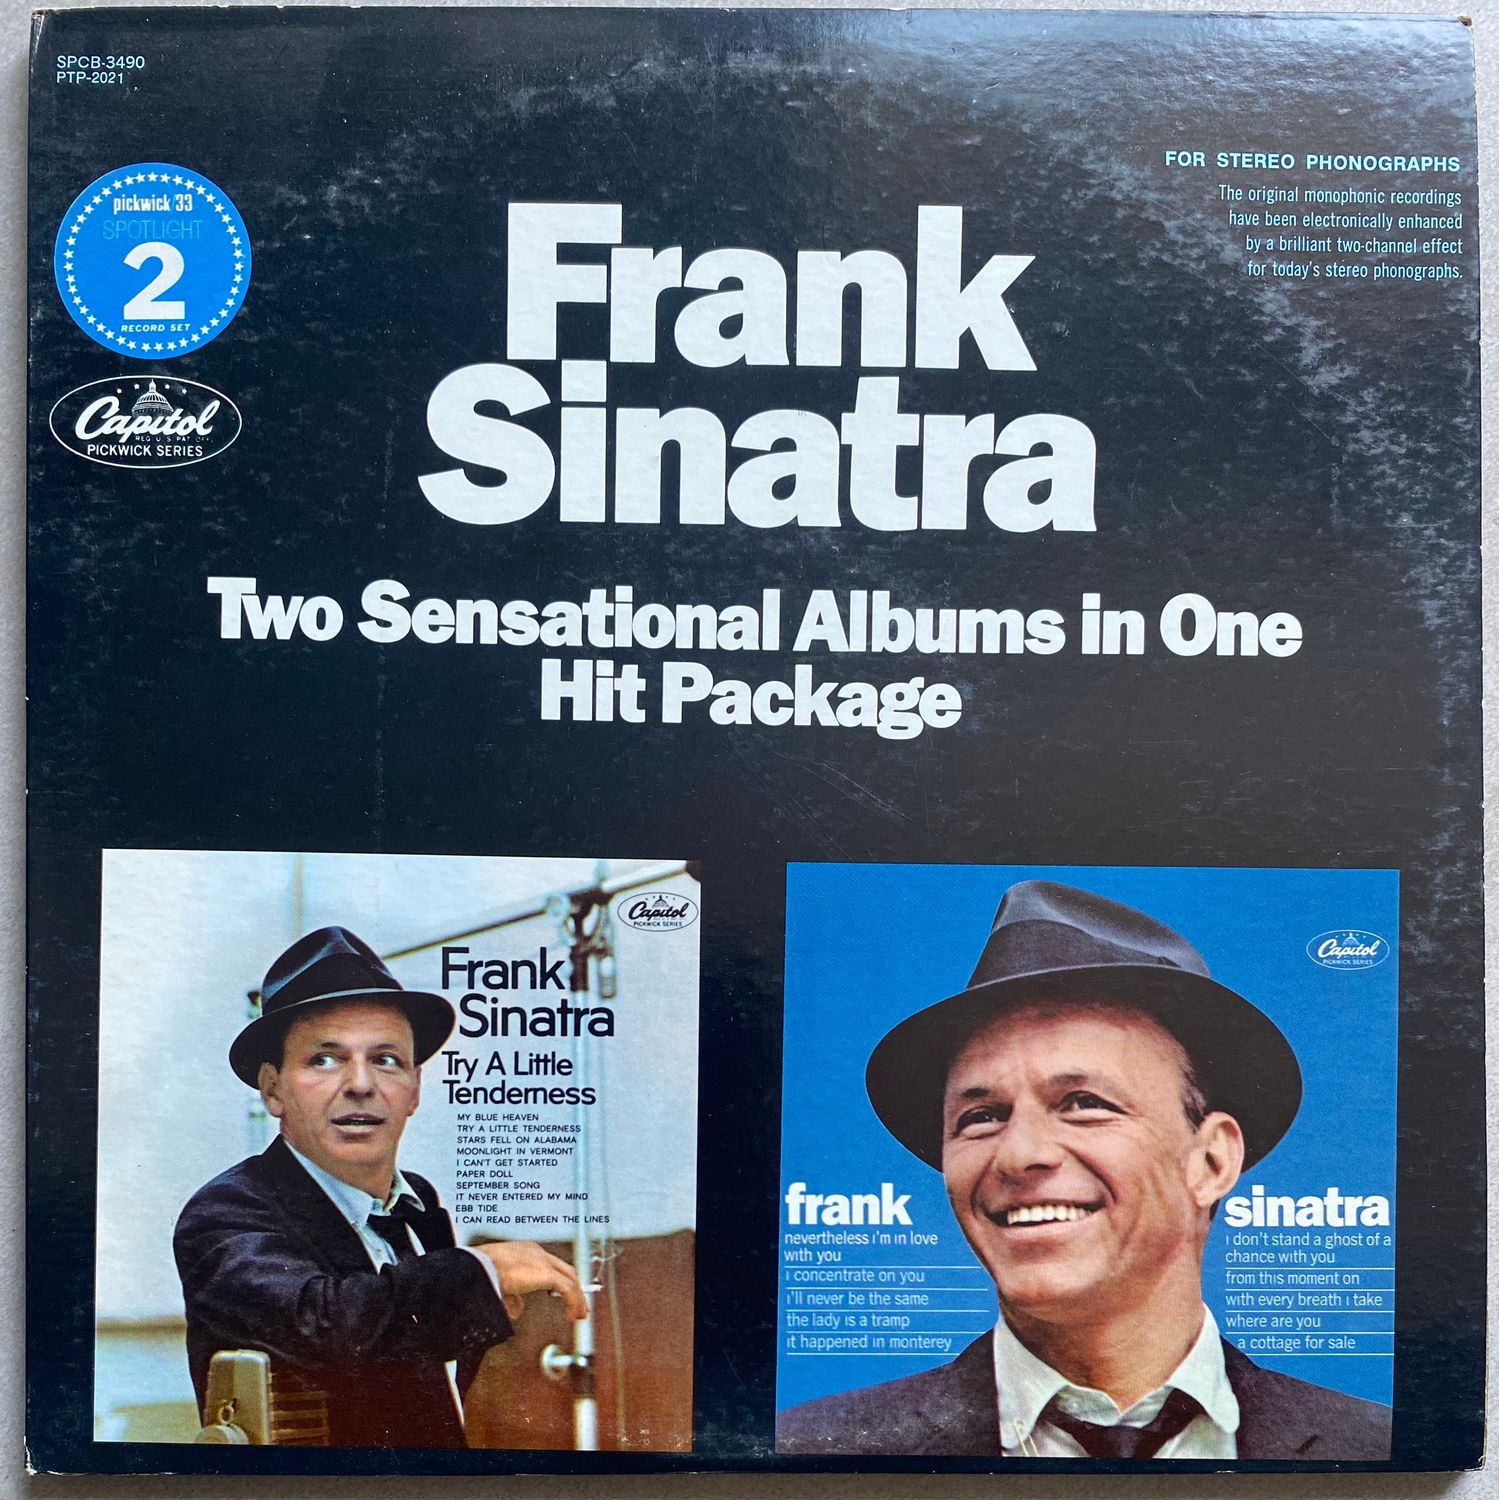 SPCB-3490
PTP-2021
FOR STEREO PHONOGRAPHS
The original monophonic recordings
have been electronically enhanced
by a brilliant two-channel effect
for today's stereo phonographs.
pickwick/33
SPOTLIGHT
2
RECORD SET
Capitol
REG. U.S. PAT. OFF.
PICKWICK SERIES
Frank
Sinatra
Two Sensational Albums in One
Hit Package
Capitol
PICKWICK SERIES
Frank
Sinatra
Try A Little
Tenderness
MY BLUE HEAVEN
TRY A LITTLE TENDERNESS
STARS FELL ON ALABAMA
MOONLIGHT IN VERMONT
I CAN'T GET STARTED
PAPER DOLL
SEPTEMBER SONG
IT NEVER ENTERED MY MIND
EBB TIDE
I CAN READ BETWEEN THE LINES
Capitol
PICKWICK SERIES
frank
nevertheless i'm in love
with you
i concentrate on you
i'll never be the same
the lady is a tramp
it happened in monterey
sinatra
i don't stand a ghost of a
chance with you
from this moment on
with every breath i take
where are you
a cottage for sale